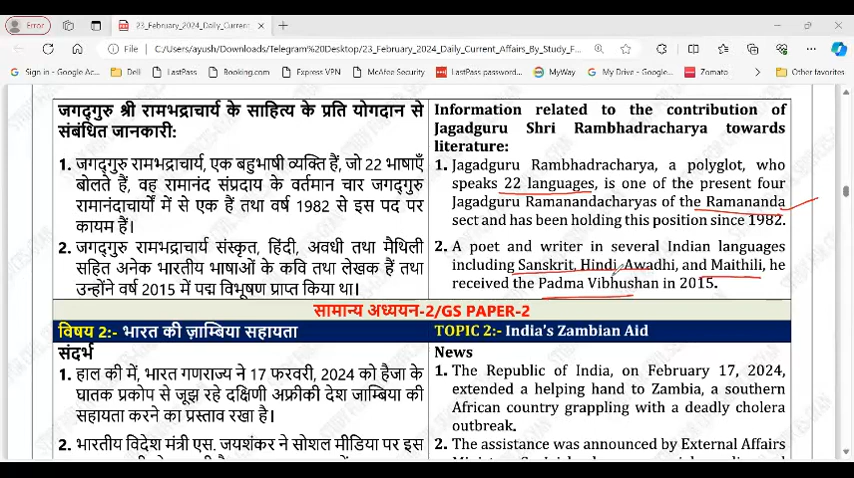 Error
23_February_2024_Daily_Current
File
C:/Users/ayush/Downloads/Telegram%20Desktop/23_February_2024_Daily_Current_Affairs_By_Study_F...
Sign in - Google Ac...
Dell
LastPass
Booking.com
Express VPN
McAfee Security
LastPass password...
MyWay
My Drive - Google...
Zomato
Other favorites
जगद्गुरु श्री रामभद्राचार्य के साहित्य के प्रति योगदान से
संबंधित जानकारी:
1. जगद्गुरु रामभद्राचार्य, एक बहुभाषी व्यक्ति हैं, जो 22 भाषाएँ
बोलते हैं, वह रामानंद संप्रदाय के वर्तमान चार जगद्गुरु
रामानंदाचार्यों में से एक हैं तथा वर्ष 1982 से इस पद पर
कायम हैं।
2. जगद्गुरु रामभद्राचार्य संस्कृत, हिंदी, अवधी तथा मैथिली
सहित अनेक भारतीय भाषाओं के कवि तथा लेखक हैं तथा
उन्होंने वर्ष 2015 में पद्म विभूषण प्राप्त किया था।
Information related to the contribution of
Jagadguru Shri Rambhadracharya towards
literature:
1. Jagadguru Rambhadracharya, a polyglot, who
speaks 22 languages, is one of the present four
Jagadguru Ramanandacharyas of the Ramananda
sect and has been holding this position since 1982.
2. A poet and writer in several Indian languages
including Sanskrit, Hindi, Awadhi, and Maithili, he
received the Padma Vibhushan in 2015.
सामान्य अध्ययन-2/GS PAPER-2
विषय 2:- भारत की ज़ाम्बिया सहायता
TOPIC 2:- India's Zambian Aid
संदर्भ
1. हाल की में, भारत गणराज्य ने 17 फरवरी, 2024 को हैजा के
घातक प्रकोप से जूझ रहे दक्षिणी अफ्रीकी देश जाम्बिया की
सहायता करने का प्रस्ताव रखा है।
2. भारतीय विदेश मंत्री एस. जयशंकर ने सोशल मीडिया पर इस
News
1. The Republic of India, on February 17, 2024,
extended a helping hand to Zambia, a southern
African country grappling with a deadly cholera
outbreak.
2. The assistance was announced by External Affairs